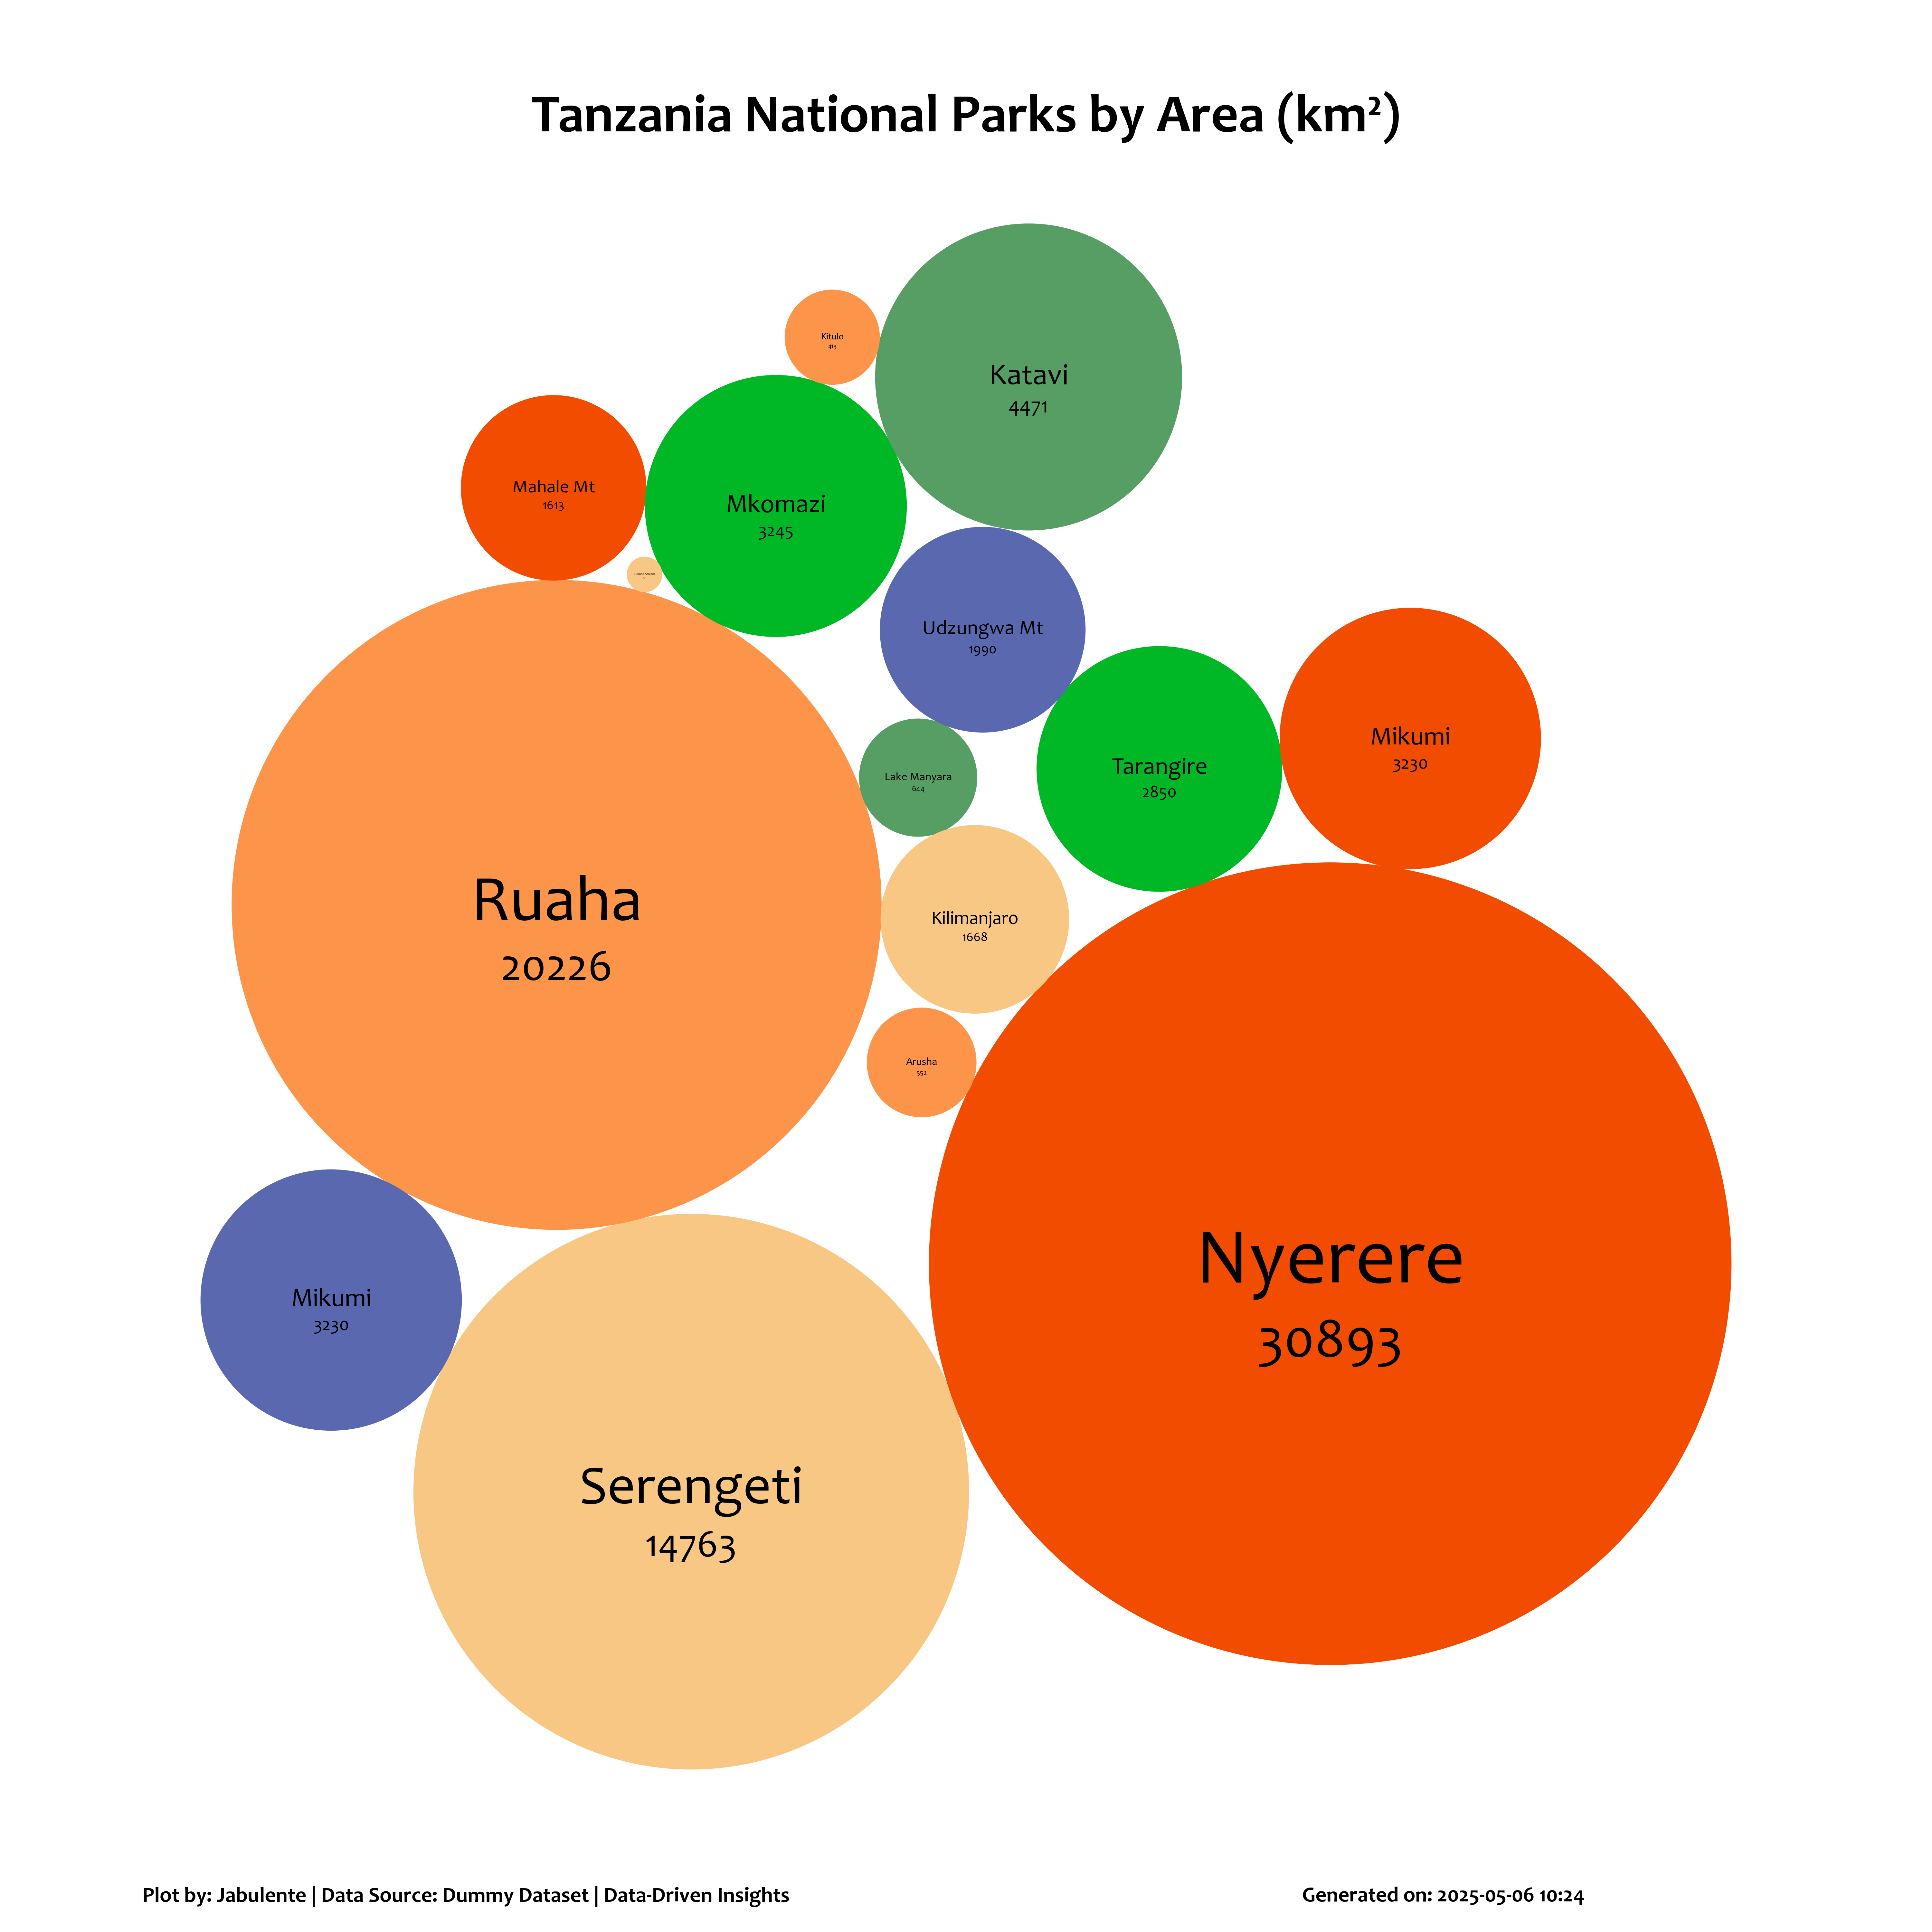 Tanzania National Parks by Area (km²)
Kitulo
413
Katavi
4471
Mahale Mt
1613
Mkomazi
3245
Udzungwa Mt
1990
Mikumi
3230
Tarangire
2850
Lake Manyara
644
Ruaha
20226
Kilimanjaro
1668
Arusha
552
Nyerere
30893
Mikumi
3230
Serengeti
14763
Plot by: Jabulente | Data Source: Dummy Dataset | Data-Driven Insights
Generated on: 2025-05-06 10:24